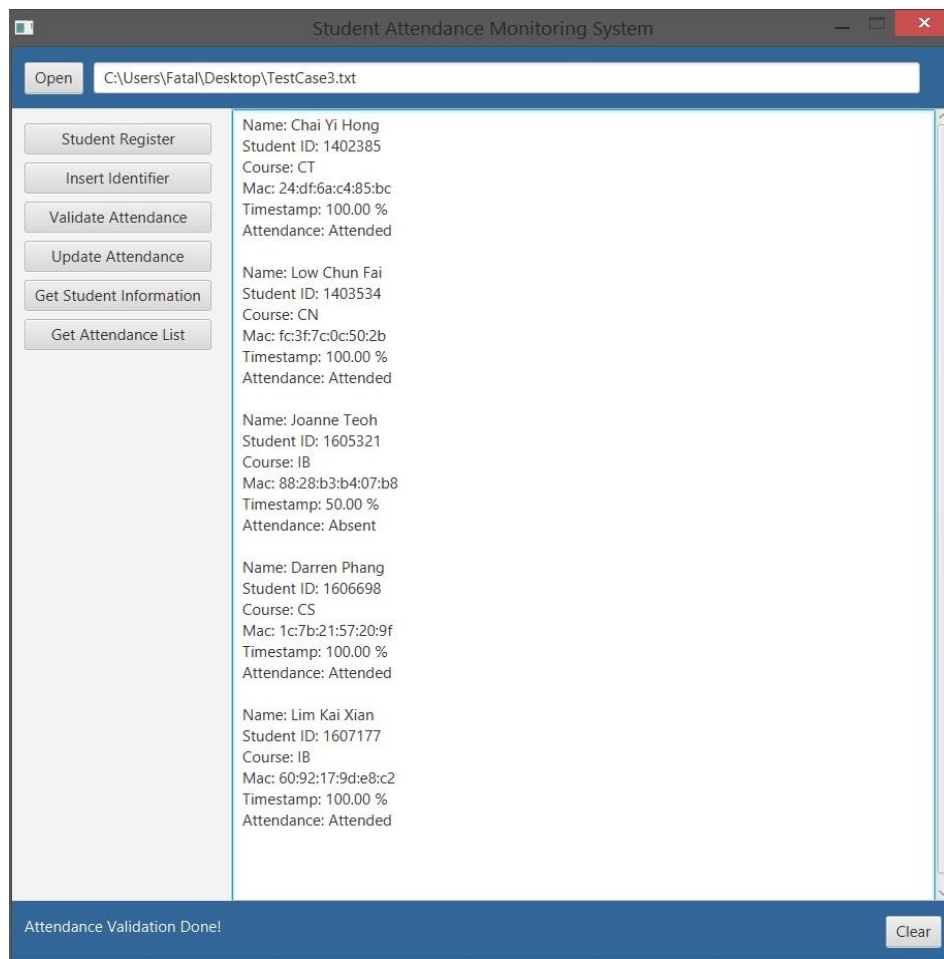 Student Attendance Monitoring System
Open C:\Users\Fatal\Desktop\TestCase3.txt
Student Register
Insert Identifier
Validate Attendance
Update Attendance
Get Student Information
Get Attendance List
Name: Chai Yi Hong
Student ID: 1402385
Course: CT
Mac: 24:df:6a:c4:85:bc
Timestamp: 100.00 %
Attendance: Attended
Name: Low Chun Fai
Student ID: 1403534
Course: CN
Mac: fc:3f:7c:0c:50:2b
Timestamp: 100.00 %
Attendance: Attended
Name: Joanne Teoh
Student ID: 1605321
Course: IB
Mac: 88:28:b3:b4:07:b8
Timestamp: 50.00 %
Attendance: Absent
Name: Darren Phang
Student ID: 1606698
Course: CS
Mac: 1c:7b:21:57:20:9f
Timestamp: 100.00 %
Attendance: Attended
Name: Lim Kai Xian
Student ID: 1607177
Course: IB
Mac: 60:92:17:9d:e8:c2
Timestamp: 100.00 %
Attendance: Attended
Attendance Validation Done!
Clear